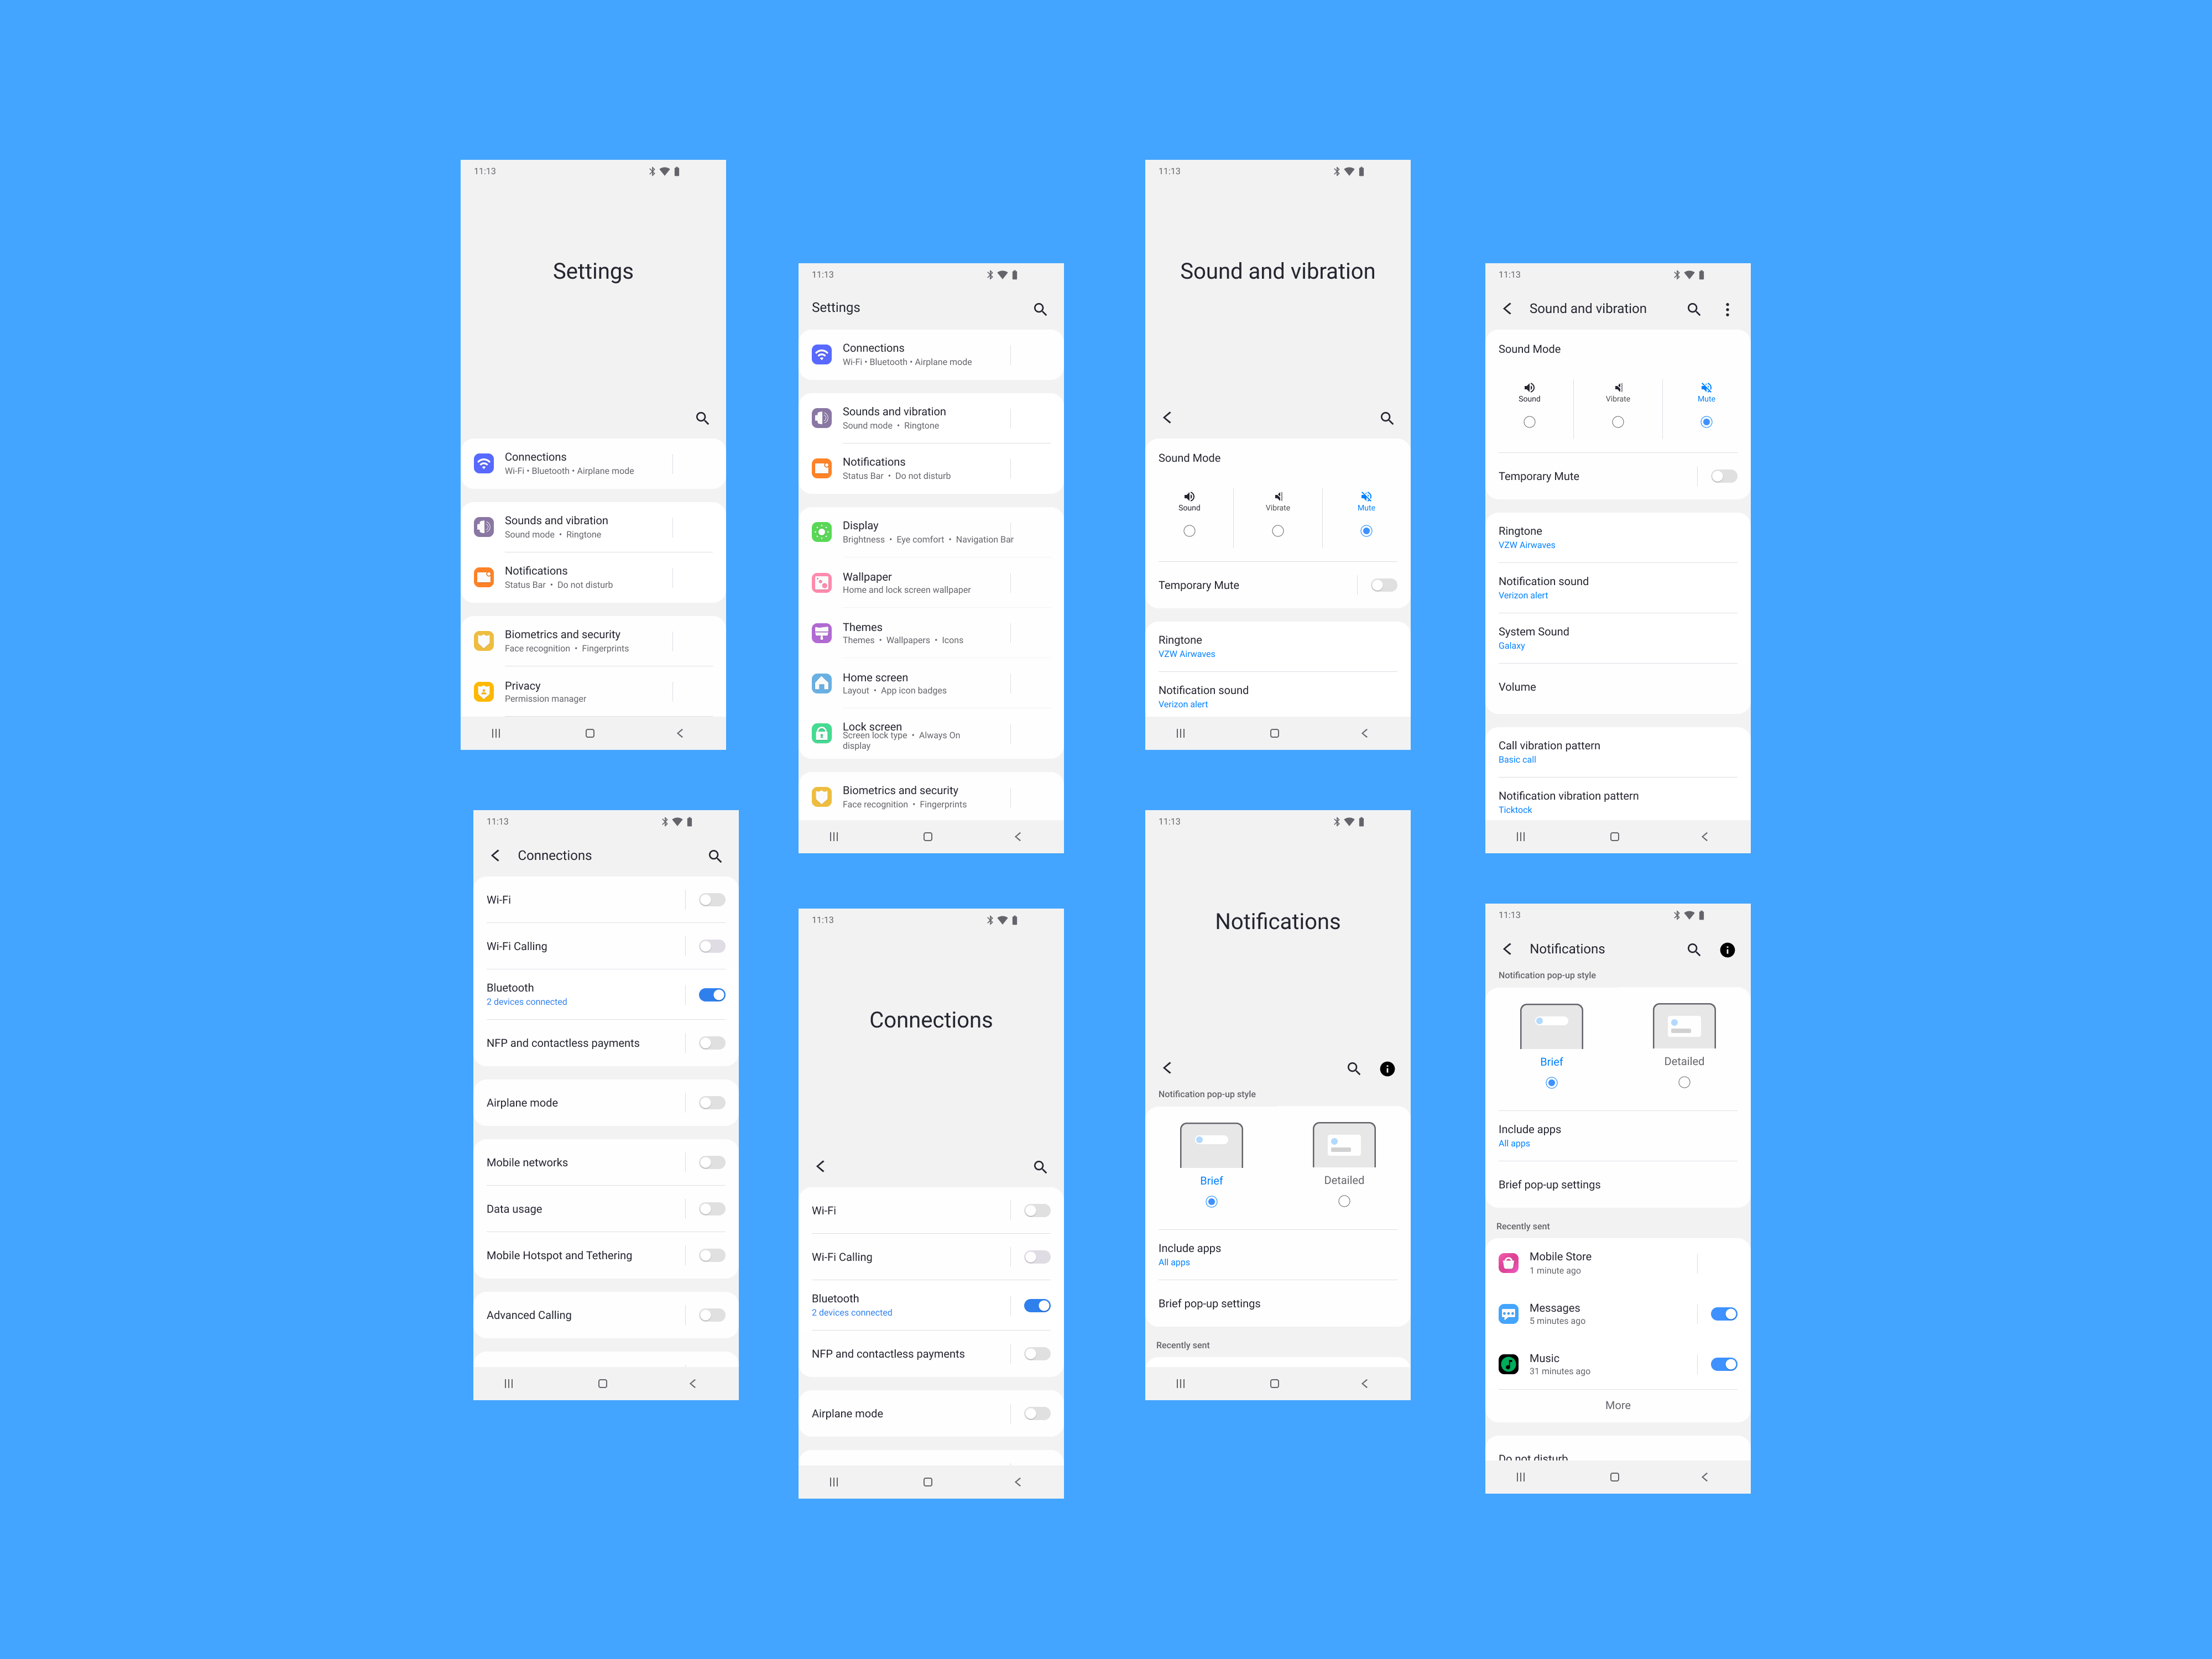 11:13
Settings
Connections
Wi-Fi • Bluetooth • Airplane mode
Sounds and vibration
Sound mode • Ringtone
Notifications
Status Bar • Do not disturb
Biometrics and security
Face recognition • Fingerprints
Privacy
Permission manager
11:13
Settings
Connections
Wi-Fi • Bluetooth • Airplane mode
Sounds and vibration
Sound mode • Ringtone
Notifications
Status Bar • Do not disturb
Display
Brightness • Eye comfort • Navigation Bar
Wallpaper
Home and lock screen wallpaper
Themes
Themes • Wallpapers • Icons
Home screen
Layout • App icon badges
Lock screen
Screen lock type • Always On
display
Biometrics and security
Face recognition • Fingerprints
11:13
Sound and vibration
Sound Mode
Sound Vibrate Mute
Temporary Mute
Ringtone
VZW Airwaves
Notification sound
Verizon alert
11:13
Sound and vibration
Sound Mode
Sound Vibrate Mute
Temporary Mute
Ringtone
VZW Airwaves
Notification sound
Verizon alert
System Sound
Galaxy
Volume
Call vibration pattern
Basic call
Notification vibration pattern
Ticktock
11:13
Connections
Wi-Fi
Wi-Fi Calling
Bluetooth
2 devices connected
NFP and contactless payments
Airplane mode
Mobile networks
Data usage
Mobile Hotspot and Tethering
Advanced Calling
11:13
Connections
Wi-Fi
Wi-Fi Calling
Bluetooth
2 devices connected
NFP and contactless payments
Airplane mode
11:13
Notifications
Notification pop-up style
Brief Detailed
Include apps
All apps
Brief pop-up settings
Recently sent
11:13
Notifications
Notification pop-up style
Brief Detailed
Include apps
All apps
Brief pop-up settings
Recently sent
Mobile Store
1 minute ago
Messages
5 minutes ago
Music
31 minutes ago
More
Do not disturb